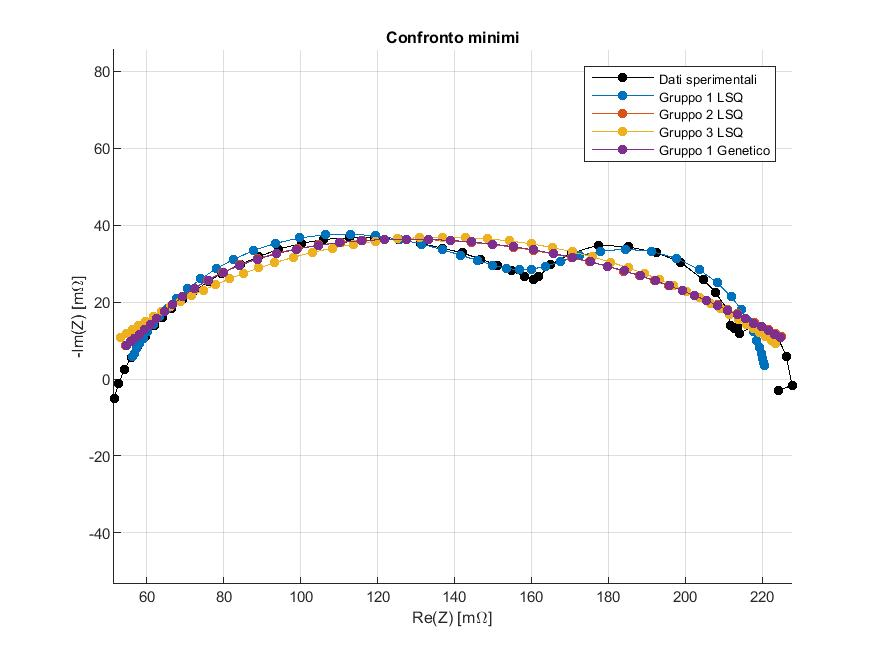 Confronto minimi
Dati sperimentali
Gruppo 1 LSQ
Gruppo 2 LSQ
Gruppo 3 LSQ
Gruppo 1 Genetico
80
60
40
20
0
-20
-40
-Im(Z) [mΩ]
60 80 100 120 140 160 180 200 220
Re(Z) [mΩ]